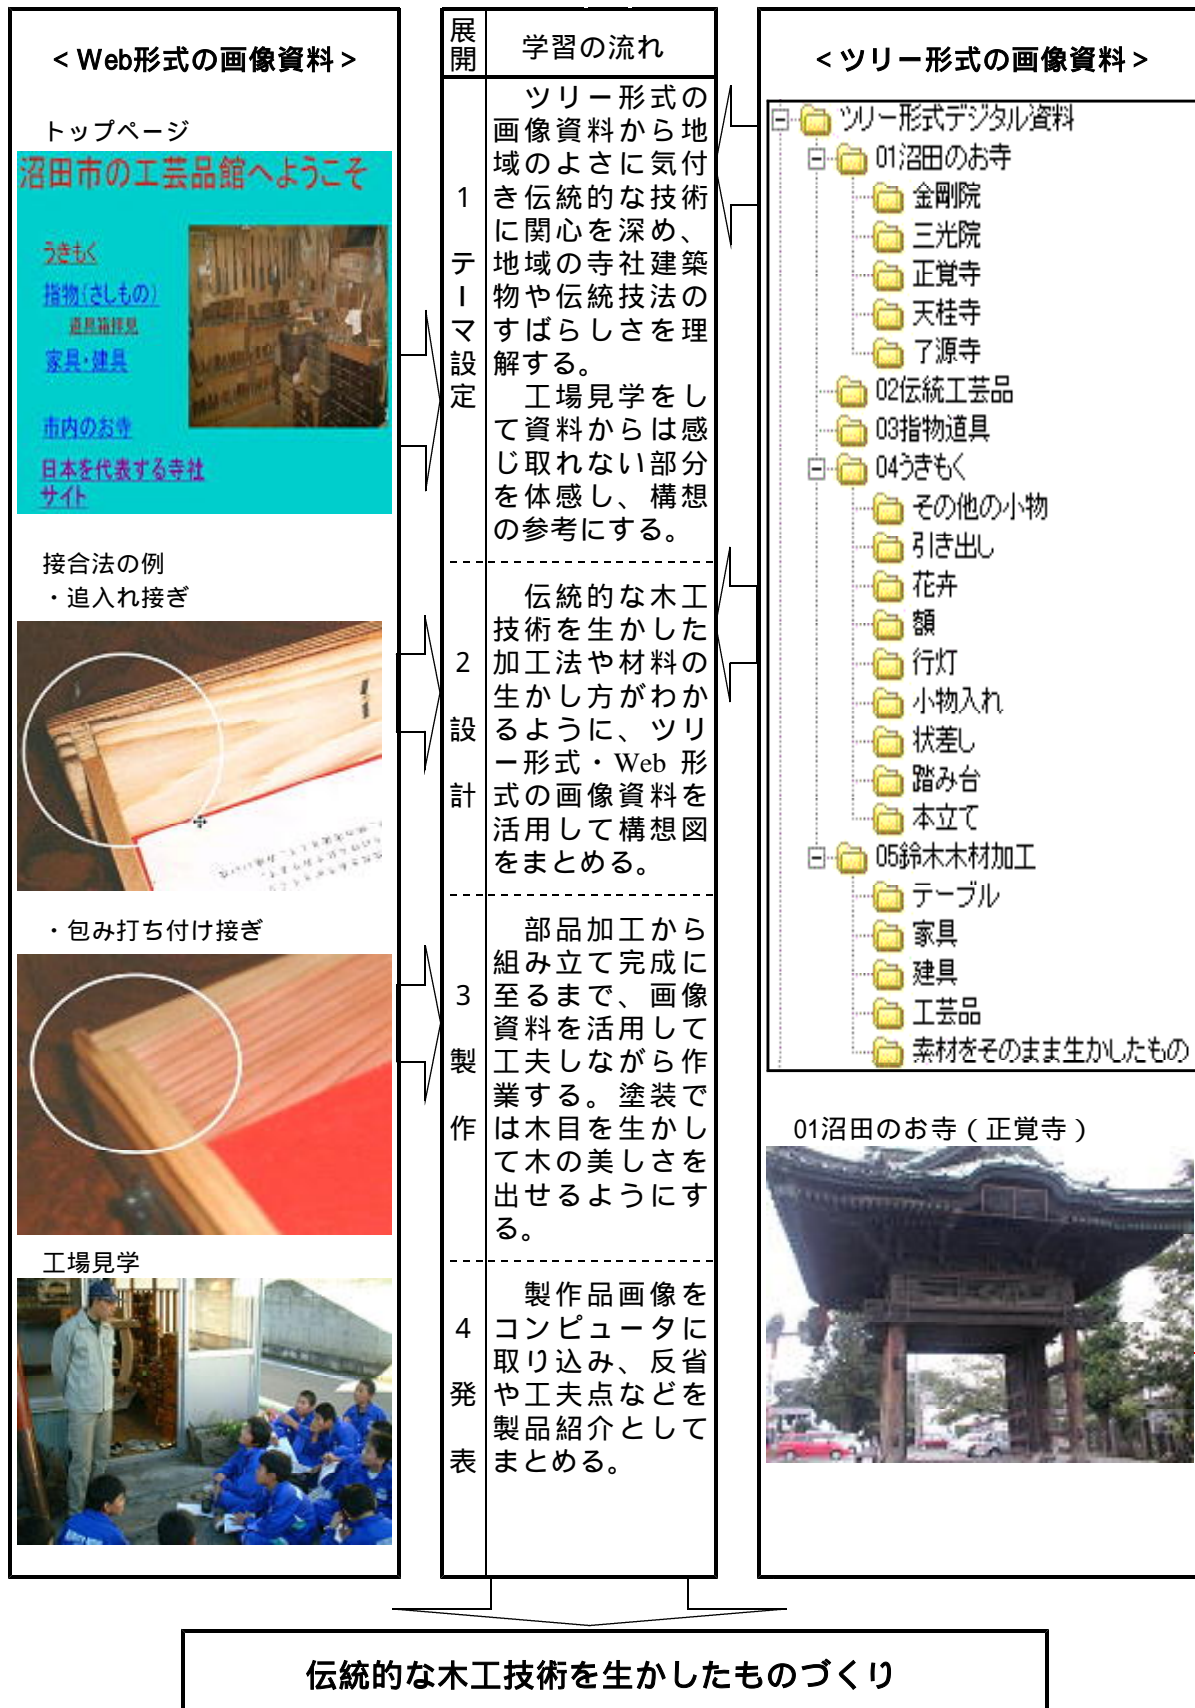 ＜Web形式の画像資料＞
トップページ
沼田市の工芸品館へようこそ
うきもく
指物(さしもの)
道具箱拝見
家具・建具
市内のお寺
日本を代表する寺社
サイト
接合法の例
・追入れ接ぎ
・包み打ち付け接ぎ
工場見学
展開
学習の流れ
1 テーマ設定
ツリー形式の
画像資料から地
域のよさに気付
き伝統的な技術
に関心を深め、
地域の寺社建築
物や伝統技法の
すばらしさを理
解する。
工場見学をし
て資料からは感
じ取れない部分
を体感し、構想
の参考にする。
2 設計
伝統的な木工
技術を生かした
加工法や材料の
生かし方がわか
るように、ツリ
ー形式・Web 形
式の画像資料を
活用して構想図
をまとめる。
3 製作
部品加工から
組み立て完成に
至るまで、画像
資料を活用して
工夫しながら作
業する。塗装で
は木目を生かし
て木の美しさを
出せるようにす
る。
4 発表
製作品画像を
コンピュータに
取り込み、反省
や工夫点などを
製品紹介として
まとめる。
＜ツリー形式の画像資料＞
ツリー形式デジタル資料
01沼田のお寺
金剛院
三光院
正覚寺
天桂寺
了源寺
02伝統工芸品
03指物道具
04うきもく
その他の小物
引き出し
花弁
額
行灯
小物入れ
状差し
踏み台
本立て
05鈴木木材加工
テーブル
家具
建具
工芸品
素材をそのまま生かしたもの
01沼田のお寺（正覚寺）
伝統的な木工技術を生かしたものづくり